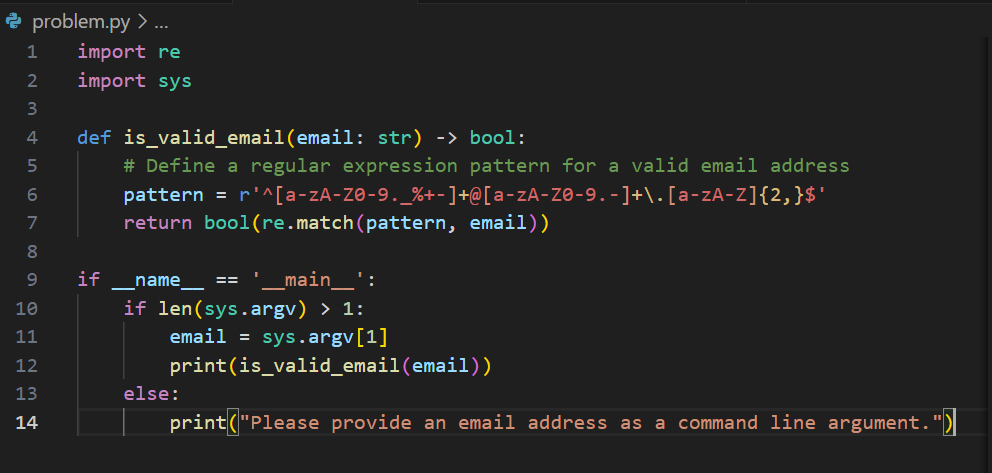 problem.py > ...
1 import re
2 import sys
3
4 def is_valid_email(email: str) -> bool:
5     # Define a regular expression pattern for a valid email address
6     pattern = r'^[a-zA-Z0-9._%+-]+@[a-zA-Z0-9.-]+\.[a-zA-Z]{2,}$'
7     return bool(re.match(pattern, email))
8
9 if __name__ == '__main__':
10     if len(sys.argv) > 1:
11         email = sys.argv[1]
12         print(is_valid_email(email))
13     else:
14         print("Please provide an email address as a command line argument.")